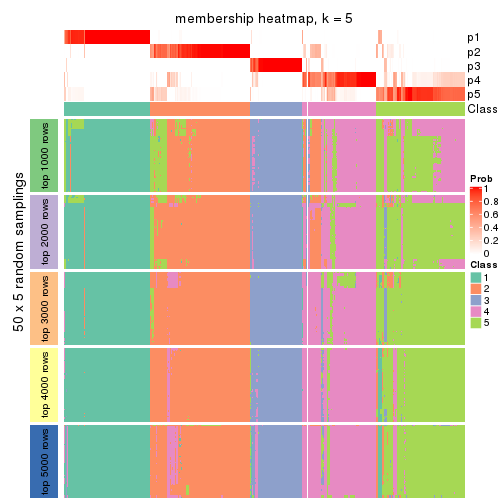 membership heatmap, k = 5
p1
p2
p3
p4
p5
Class
50 x 5 random samplings
top 1000 rows
top 2000 rows
top 3000 rows
top 4000 rows
top 5000 rows
Prob
1
0.8
0.6
0.4
0.2
0
Class
1
2
3
4
5